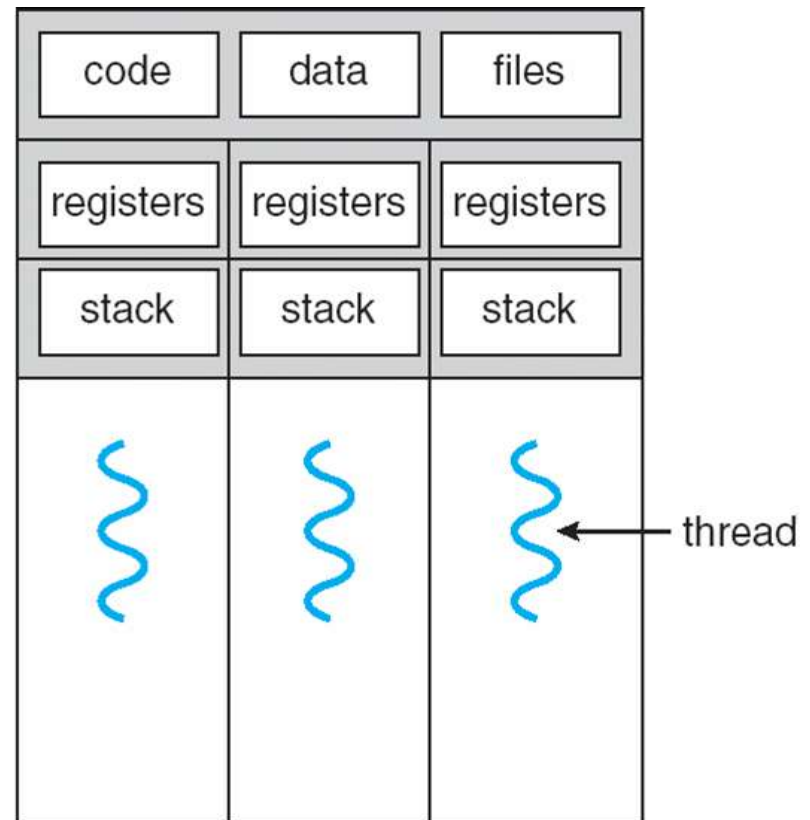 code data files
registers registers registers
stack stack stack
thread